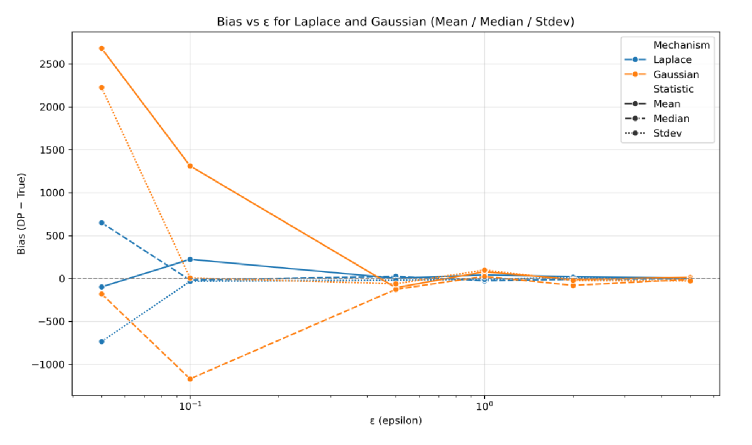 Bias vs ε for Laplace and Gaussian (Mean / Median / Stdev)
Mechanism
Laplace
Gaussian
Statistic
Mean
Median
Stdev
Bias (DP − True)
2500
2000
1500
1000
500
0
−500
−1000
10⁻¹
10⁰
ε (epsilon)